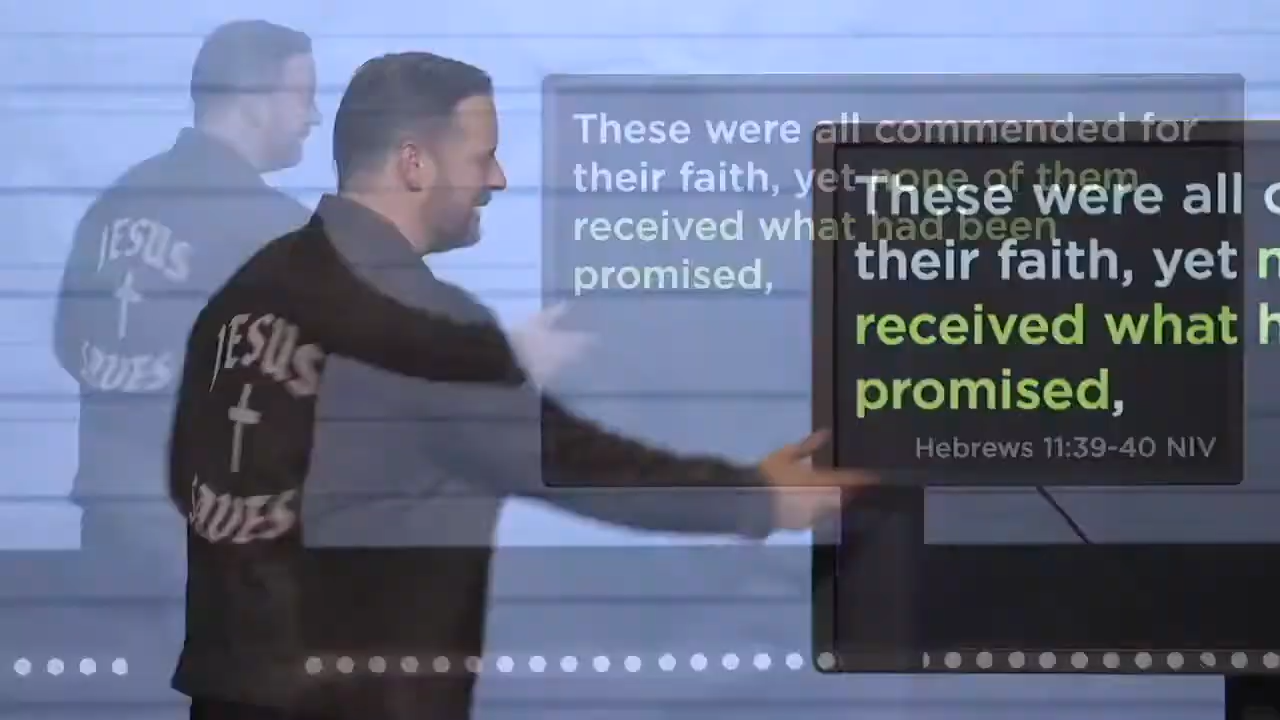 JESUS
SAVES
JESUS
SAVES
These were all commended for
their faith, yet none of them
received what had been
promised,
These were all
their faith, yet
received what
promised,
Hebrews 11:39-40 NIV